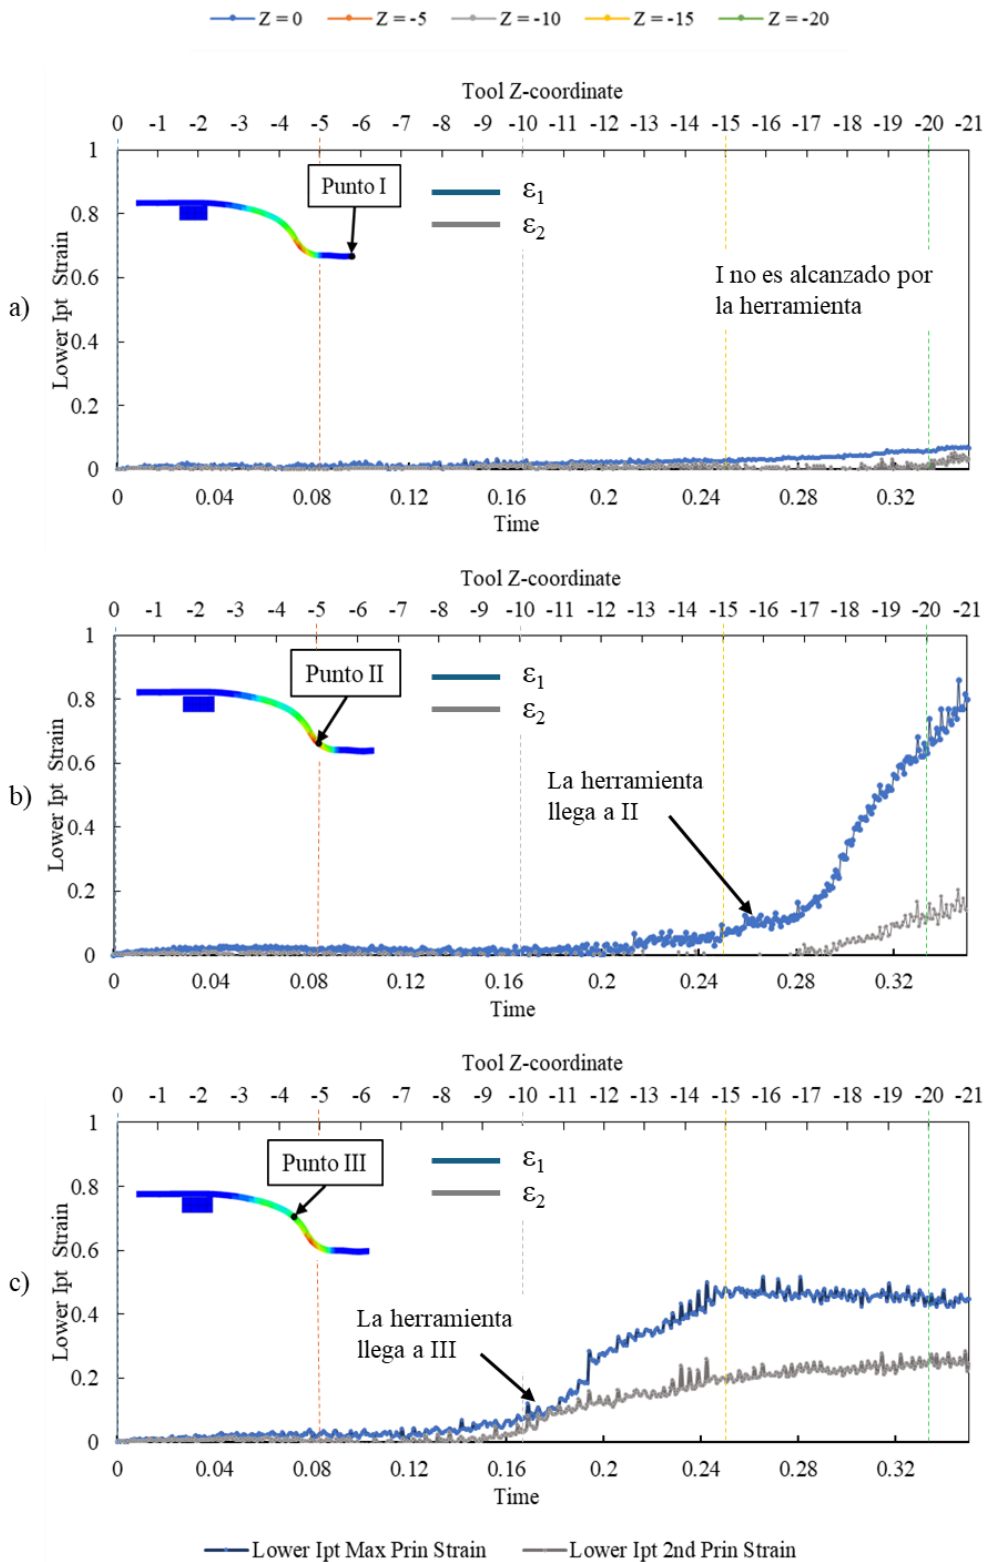 Z = 0 Z = -5 Z = -10 Z = -15 Z = -20
a)
Tool Z-coordinate
0 -1 -2 -3 -4 -5 -6 -7 -8 -9 -10 -11 -12 -13 -14 -15 -16 -17 -18 -19 -20 -21
Lower Ipt Strain
1
0.8
0.6
0.4
0.2
0
Punto I
ε1
ε2
I no es alcanzado por
la herramienta
0 0.04 0.08 0.12 0.16 0.2 0.24 0.28 0.32
Time
b)
Tool Z-coordinate
0 -1 -2 -3 -4 -5 -6 -7 -8 -9 -10 -11 -12 -13 -14 -15 -16 -17 -18 -19 -20 -21
Lower Ipt Strain
1
0.8
0.6
0.4
0.2
0
Punto II
ε1
ε2
La herramienta
llega a II
0 0.04 0.08 0.12 0.16 0.2 0.24 0.28 0.32
Time
c)
Tool Z-coordinate
0 -1 -2 -3 -4 -5 -6 -7 -8 -9 -10 -11 -12 -13 -14 -15 -16 -17 -18 -19 -20 -21
Lower Ipt Strain
1
0.8
0.6
0.4
0.2
0
Punto III
ε1
ε2
La herramienta
llega a III
0 0.04 0.08 0.12 0.16 0.2 0.24 0.28 0.32
Time
Lower Ipt Max Prin Strain Lower Ipt 2nd Prin Strain